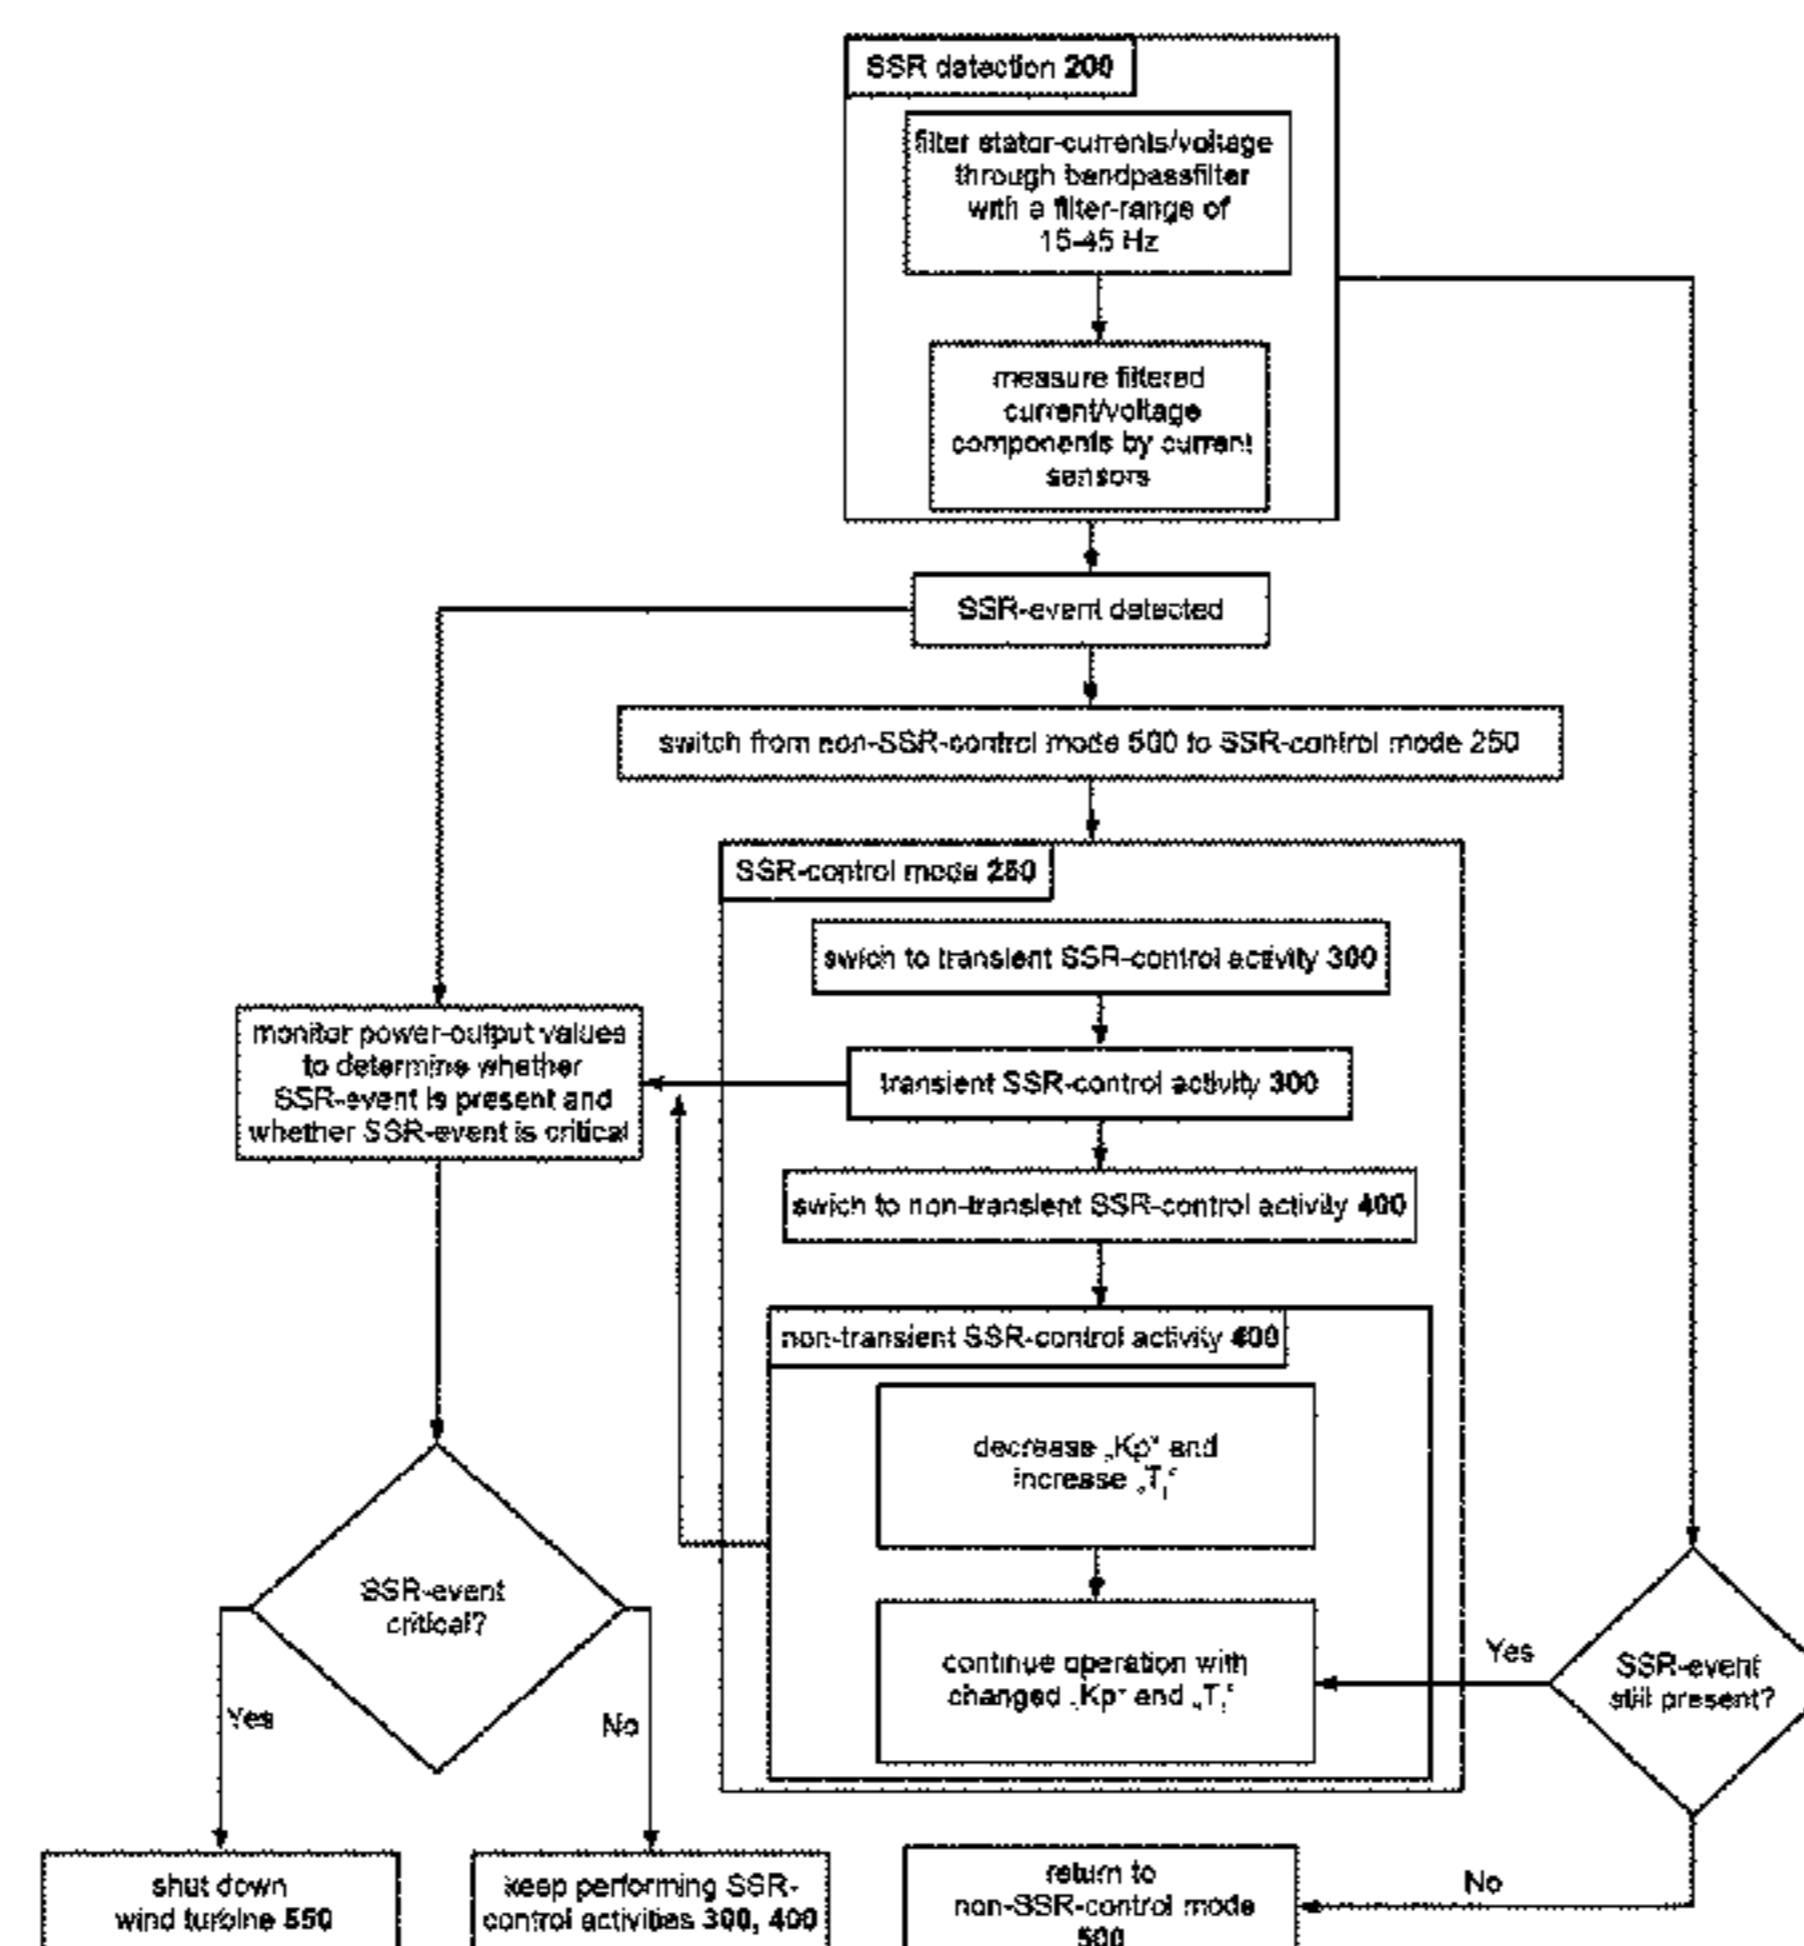 SSR detection 200
filter stator-currents/voltage
through bandpassfilter
with a filter-range of
15-45 Hz
measure filtered
current/voltage
components by current
sensors
SSR-event detected
switch from non-SSR-control mode 500 to SSR-control mode 250
SSR-control mode 250
swich to transient SSR-control activity 300
transient SSR-control activity 300
swich to non-transient SSR-control activity 400
non-transient SSR-control activity 400
decrease „Kp“ and
increase „Ti“
continue operation with
changed „Kp“ and „Ti“
monitor power-output values
to determine whether
SSR-event is present and
whether SSR-event is critical
SSR-event
critical?
Yes
No
shut down
wind turbine 550
keep performing SSR-
control activities 300, 400
SSR-event
still present?
Yes
No
return to
non-SSR-control mode
500